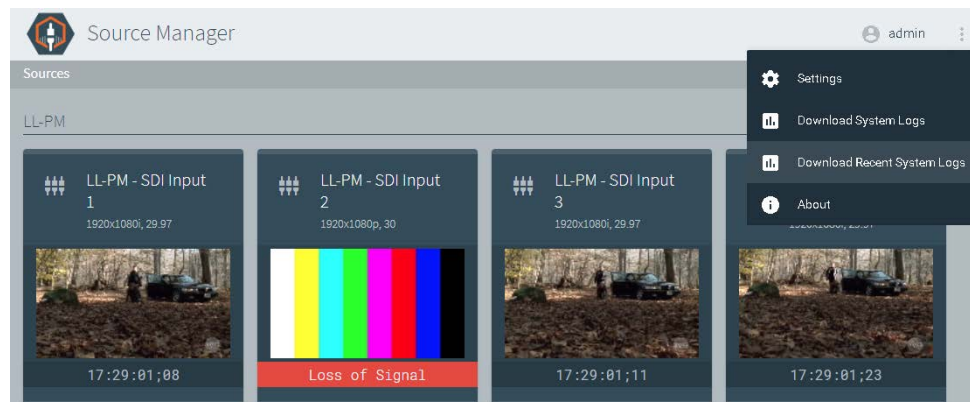 Source Manager
admin
Sources
Settings
LL-PM
Download System Logs
Download Recent System Logs
About
LL-PM - SDI Input
1
1920x1080i, 29.97
LL-PM - SDI Input
2
1920x1080p, 30
LL-PM - SDI Input
3
1920x1080i, 29.97
17:29:01;08
Loss of Signal
17:29:01;11
17:29:01;23